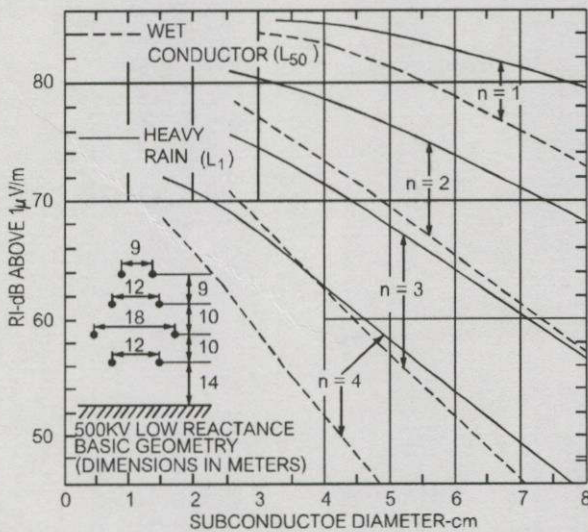 WET
CONDUCTOR (L50)
80
n = 1
HEAVY
RAIN (L1)
n = 2
70
RI-dB ABOVE 1μV/m
9
12
9
n = 3
18
10
60
12
10
n = 4
14
500KV LOW REACTANCE
BASIC GEOMETRY
(DIMENSIONS IN METERS)
50
0 1 2 3 4 5 6 7 8
SUBCONDUCTOE DIAMETER-cm